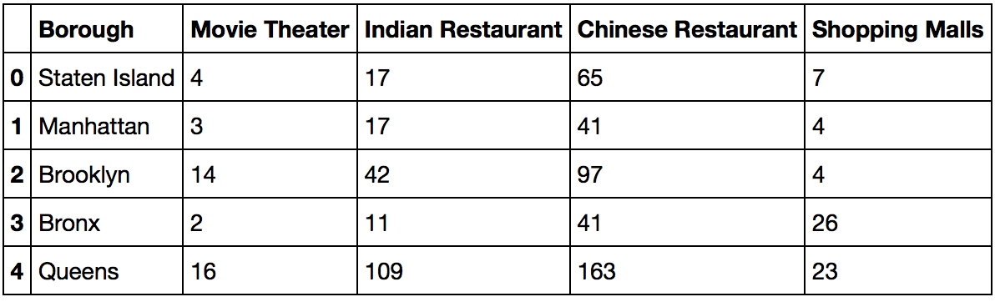 Borough Movie Theater Indian Restaurant Chinese Restaurant Shopping Malls
0 Staten Island 4 17 65 7
1 Manhattan 3 17 41 4
2 Brooklyn 14 42 97 4
3 Bronx 2 11 41 26
4 Queens 16 109 163 23